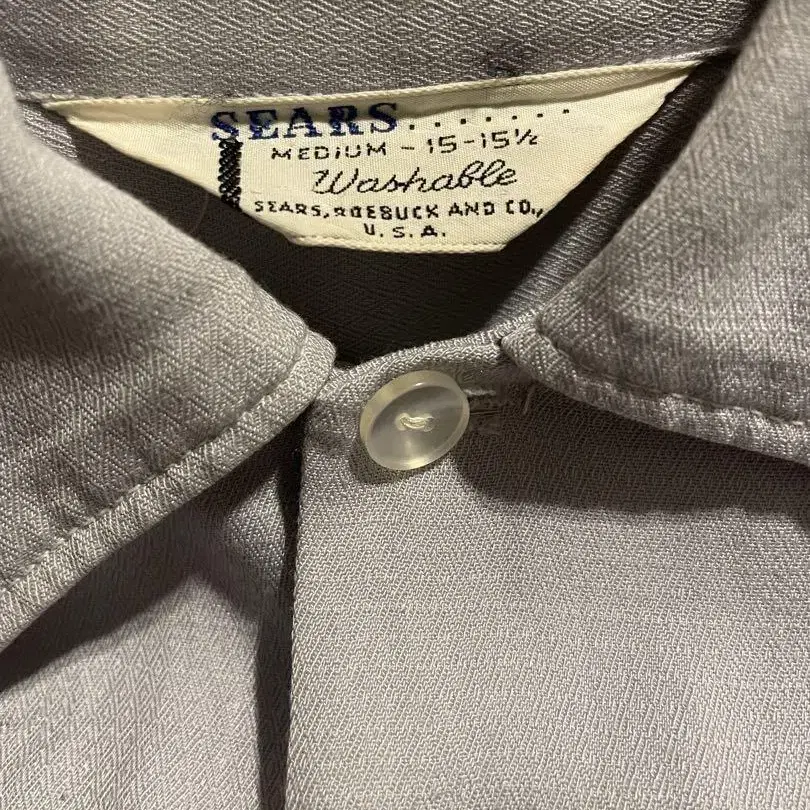 SEARS.......
MEDIUM - 15-15½
Washable
SEARS, ROEBUCK AND CO.,
U.S.A.